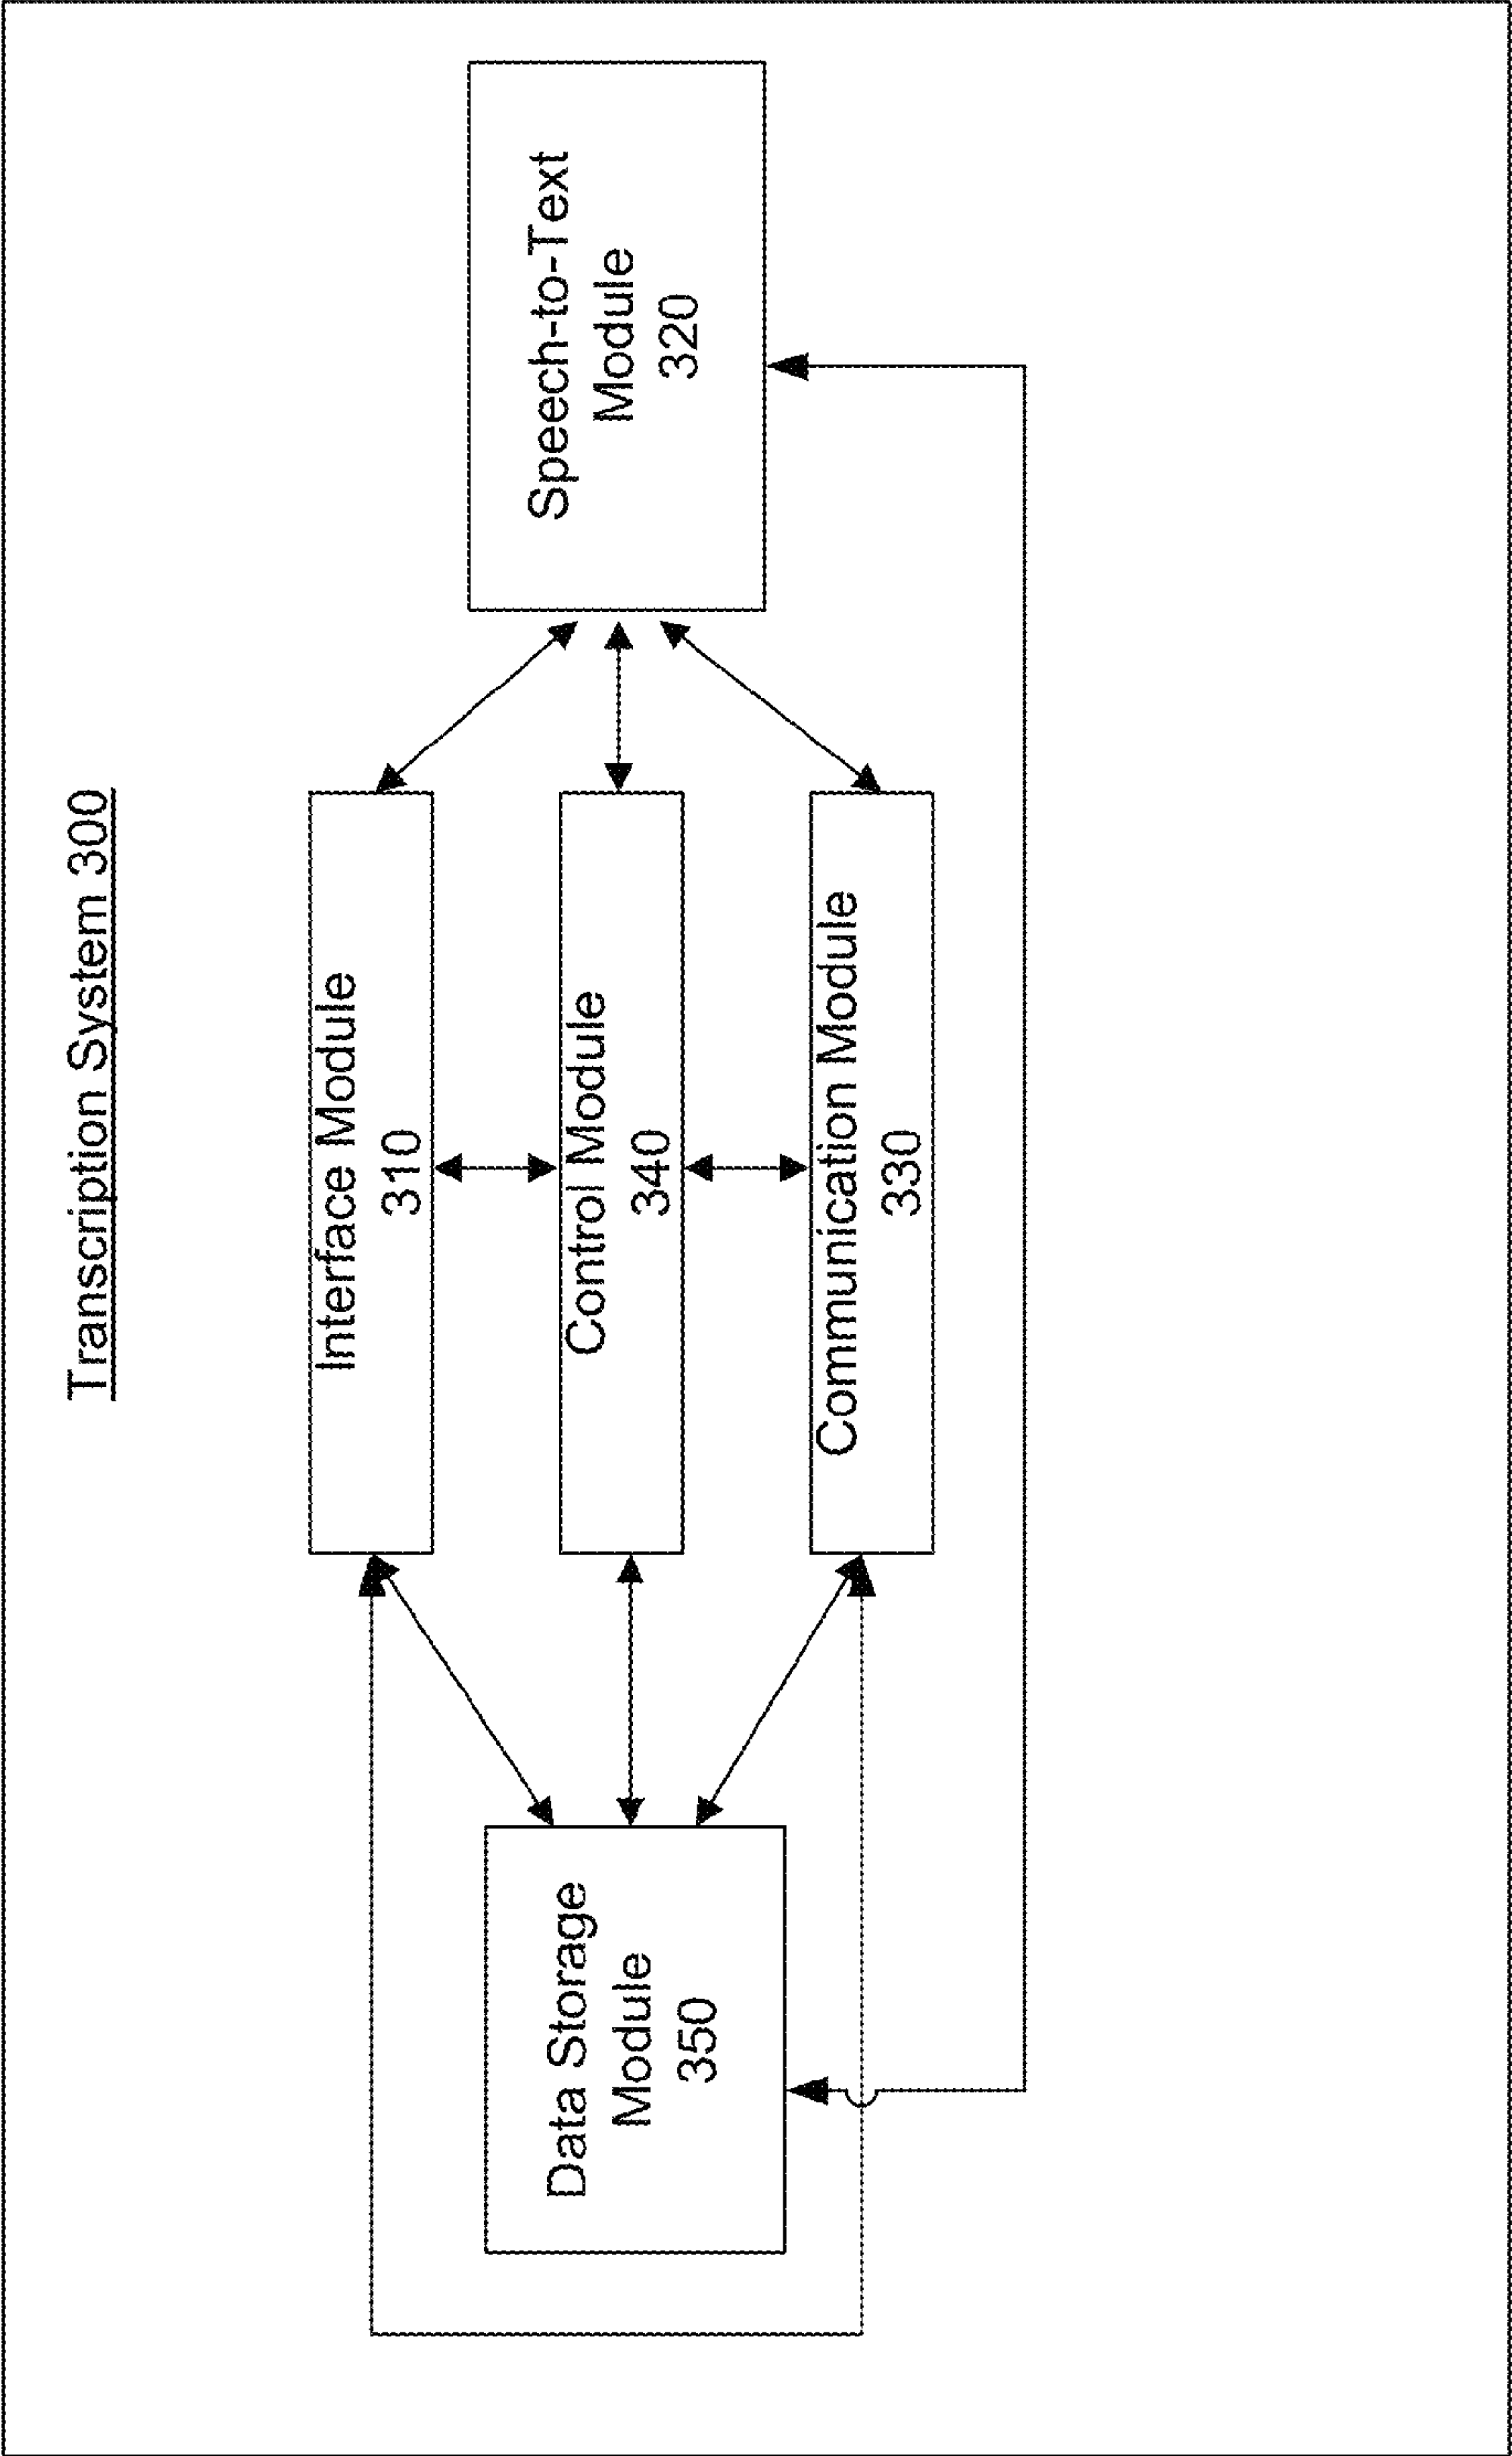 Transcription System 300
Interface Module
310
Data Storage
Module
350
Control Module
340
Speech-to-Text
Module
320
Communication Module
330